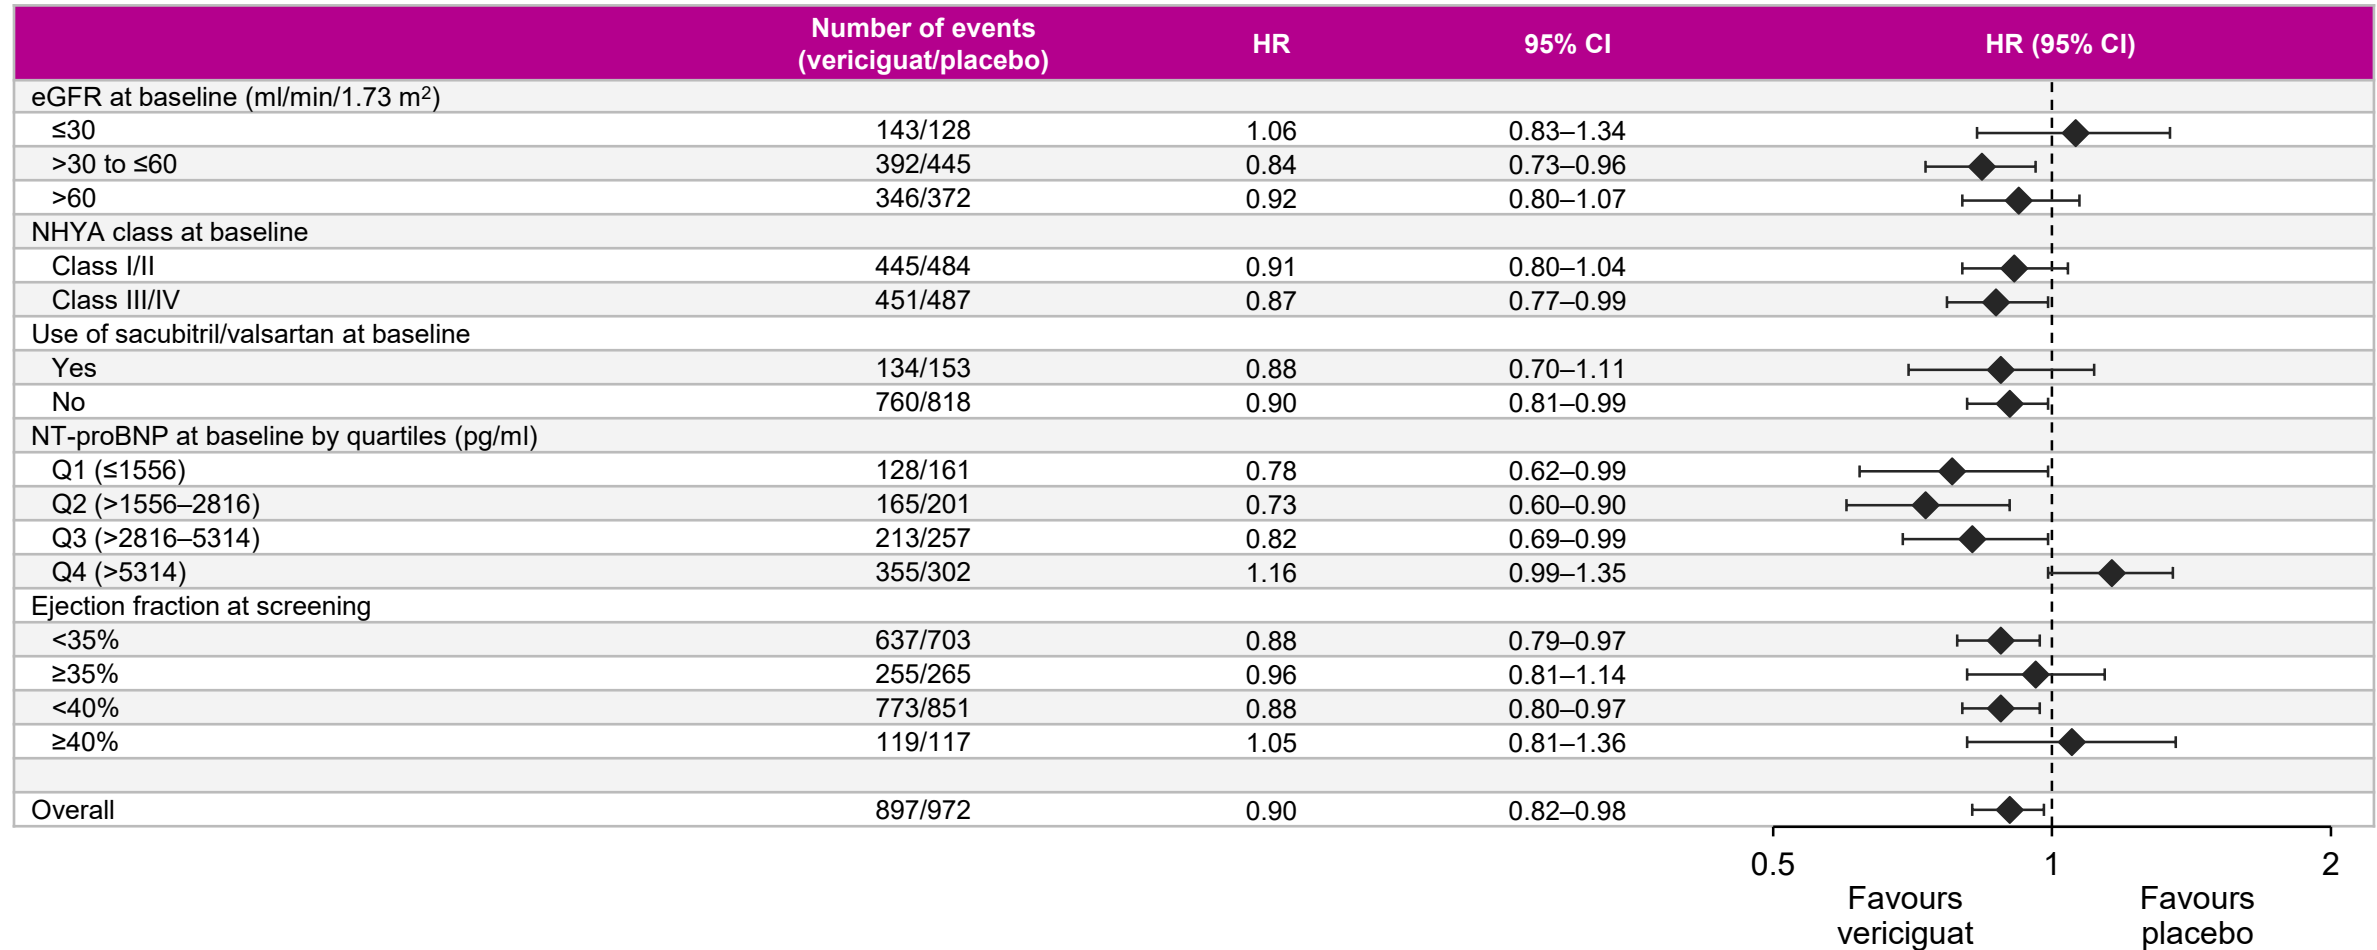 Number of events
(vericiguat/placebo) HR 95% CI HR (95% CI)
eGFR at baseline (ml/min/1.73 m²)
≤30 143/128 1.06 0.83–1.34
>30 to ≤60 392/445 0.84 0.73–0.96
>60 346/372 0.92 0.80–1.07
NHYA class at baseline
Class I/II 445/484 0.91 0.80–1.04
Class III/IV 451/487 0.87 0.77–0.99
Use of sacubitril/valsartan at baseline
Yes 134/153 0.88 0.70–1.11
No 760/818 0.90 0.81–0.99
NT-proBNP at baseline by quartiles (pg/ml)
Q1 (≤1556) 128/161 0.78 0.62–0.99
Q2 (>1556–2816) 165/201 0.73 0.60–0.90
Q3 (>2816–5314) 213/257 0.82 0.69–0.99
Q4 (>5314) 355/302 1.16 0.99–1.35
Ejection fraction at screening
<35% 637/703 0.88 0.79–0.97
≥35% 255/265 0.96 0.81–1.14
<40% 773/851 0.88 0.80–0.97
≥40% 119/117 1.05 0.81–1.36
Overall 897/972 0.90 0.82–0.98
0.5 1 2
Favours Favours
vericiguat placebo